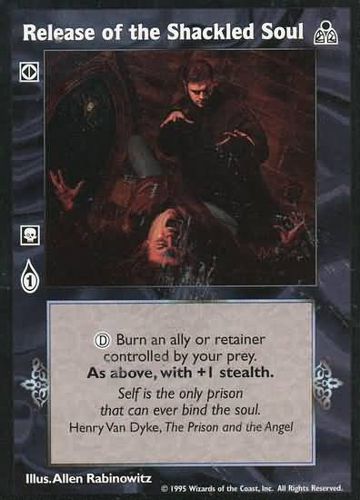 Release of the Shackled Soul
1
D Burn an ally or retainer
controlled by your prey.
As above, with +1 stealth.
Self is the only prison
that can ever bind the soul.
Henry Van Dyke, The Prison and the Angel
Illus.Allen Rabinowitz
© 1995 Wizards of the Coast, Inc. All Rights Reserved.